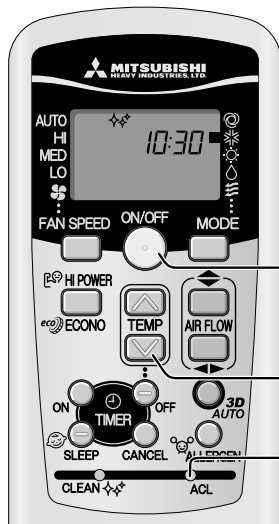 MITSUBISHI
HEAVY INDUSTRIES, LTD.
AUTO
HI
MED
LO
10:30
FAN SPEED ON/OFF MODE
HI POWER
eco ECONO
TEMP
AIR FLOW
ON
TIMER
OFF
3D
AUTO
SLEEP CANCEL ALLERGEN
CLEAN ACL